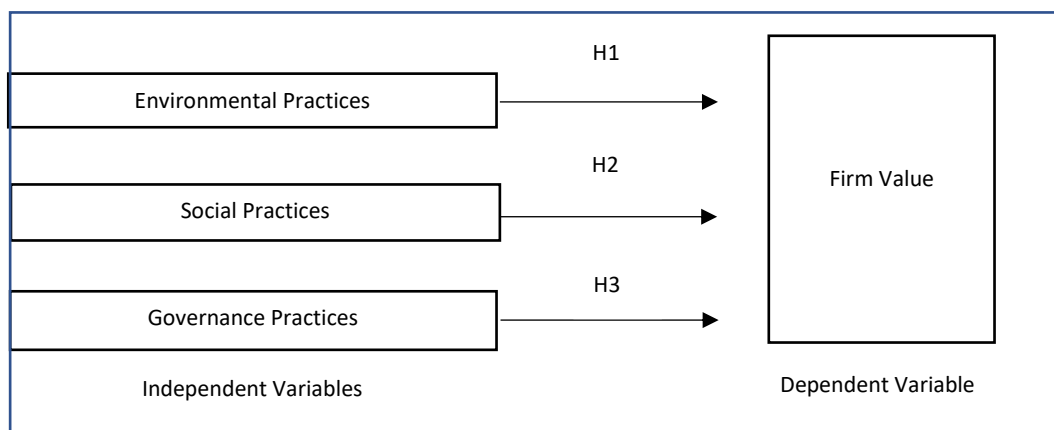 H1
Environmental Practices
H2
Social Practices
Firm Value
H3
Governance Practices
Independent Variables
Dependent Variable